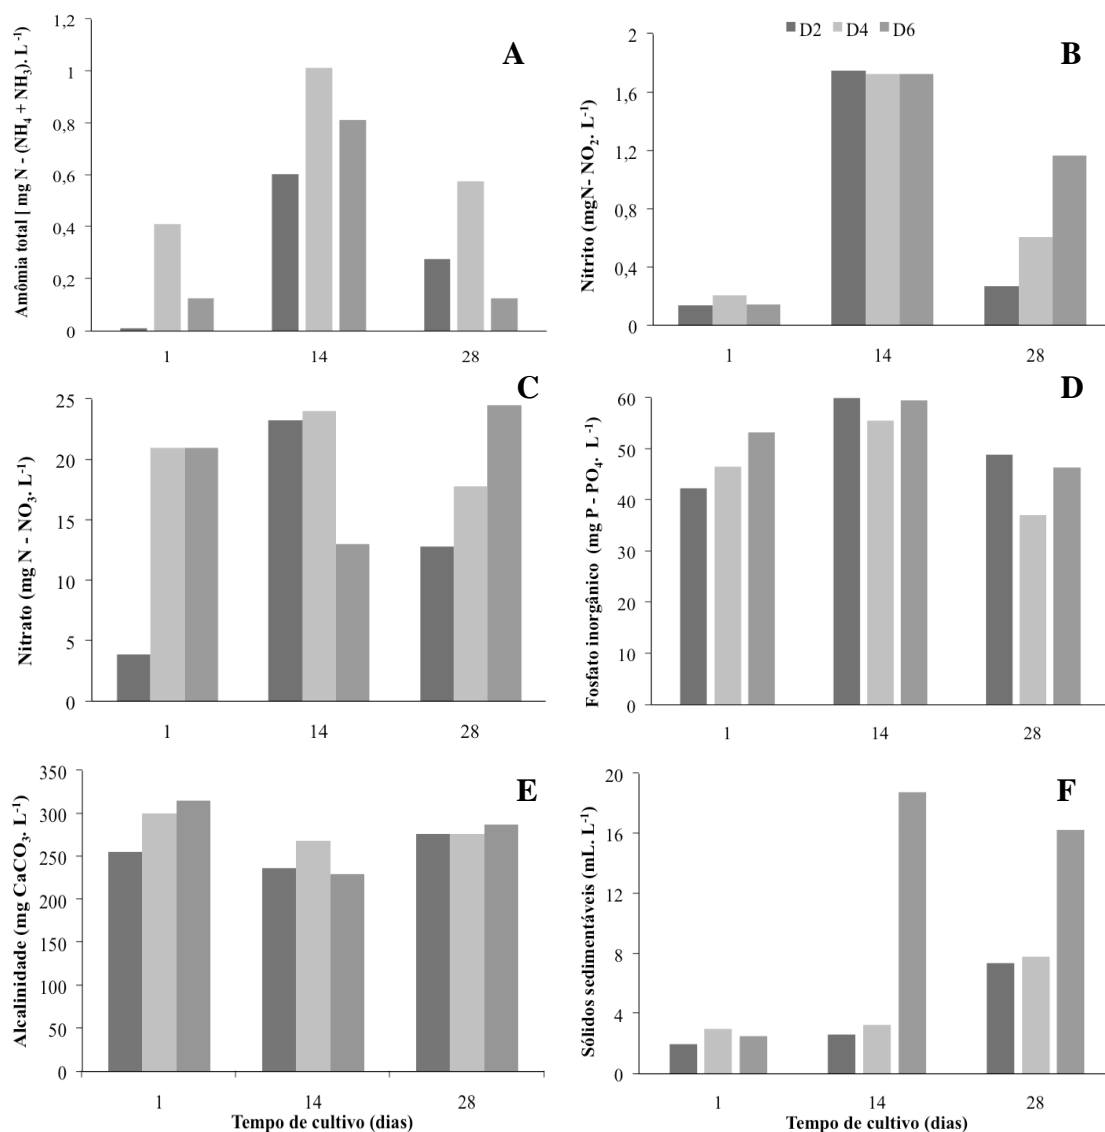 A
Amômia total [ mg N - (NH₄ + NH₃). L⁻¹)
1,2
1
0,8
0,6
0,4
0,2
0
1 14 28
D2 D4 D6
B
Nitrito (mgN- NO₂. L⁻¹)
2
1,6
1,2
0,8
0,4
0
1 14 28
C
Nitrato (mg N - NO₃. L⁻¹)
25
20
15
10
5
0
1 14 28
D
Fosfato inorgânico (mg P - PO₄. L⁻¹)
60
50
40
30
20
10
0
1 14 28
E
Alcalinidade (mg CaCO₃. L⁻¹)
350
300
250
200
150
100
50
0
1 14 28
Tempo de cultivo (dias)
F
Sólidos sedimentáveis (mL. L⁻¹)
20
16
12
8
4
0
1 14 28
Tempo de cultivo (dias)